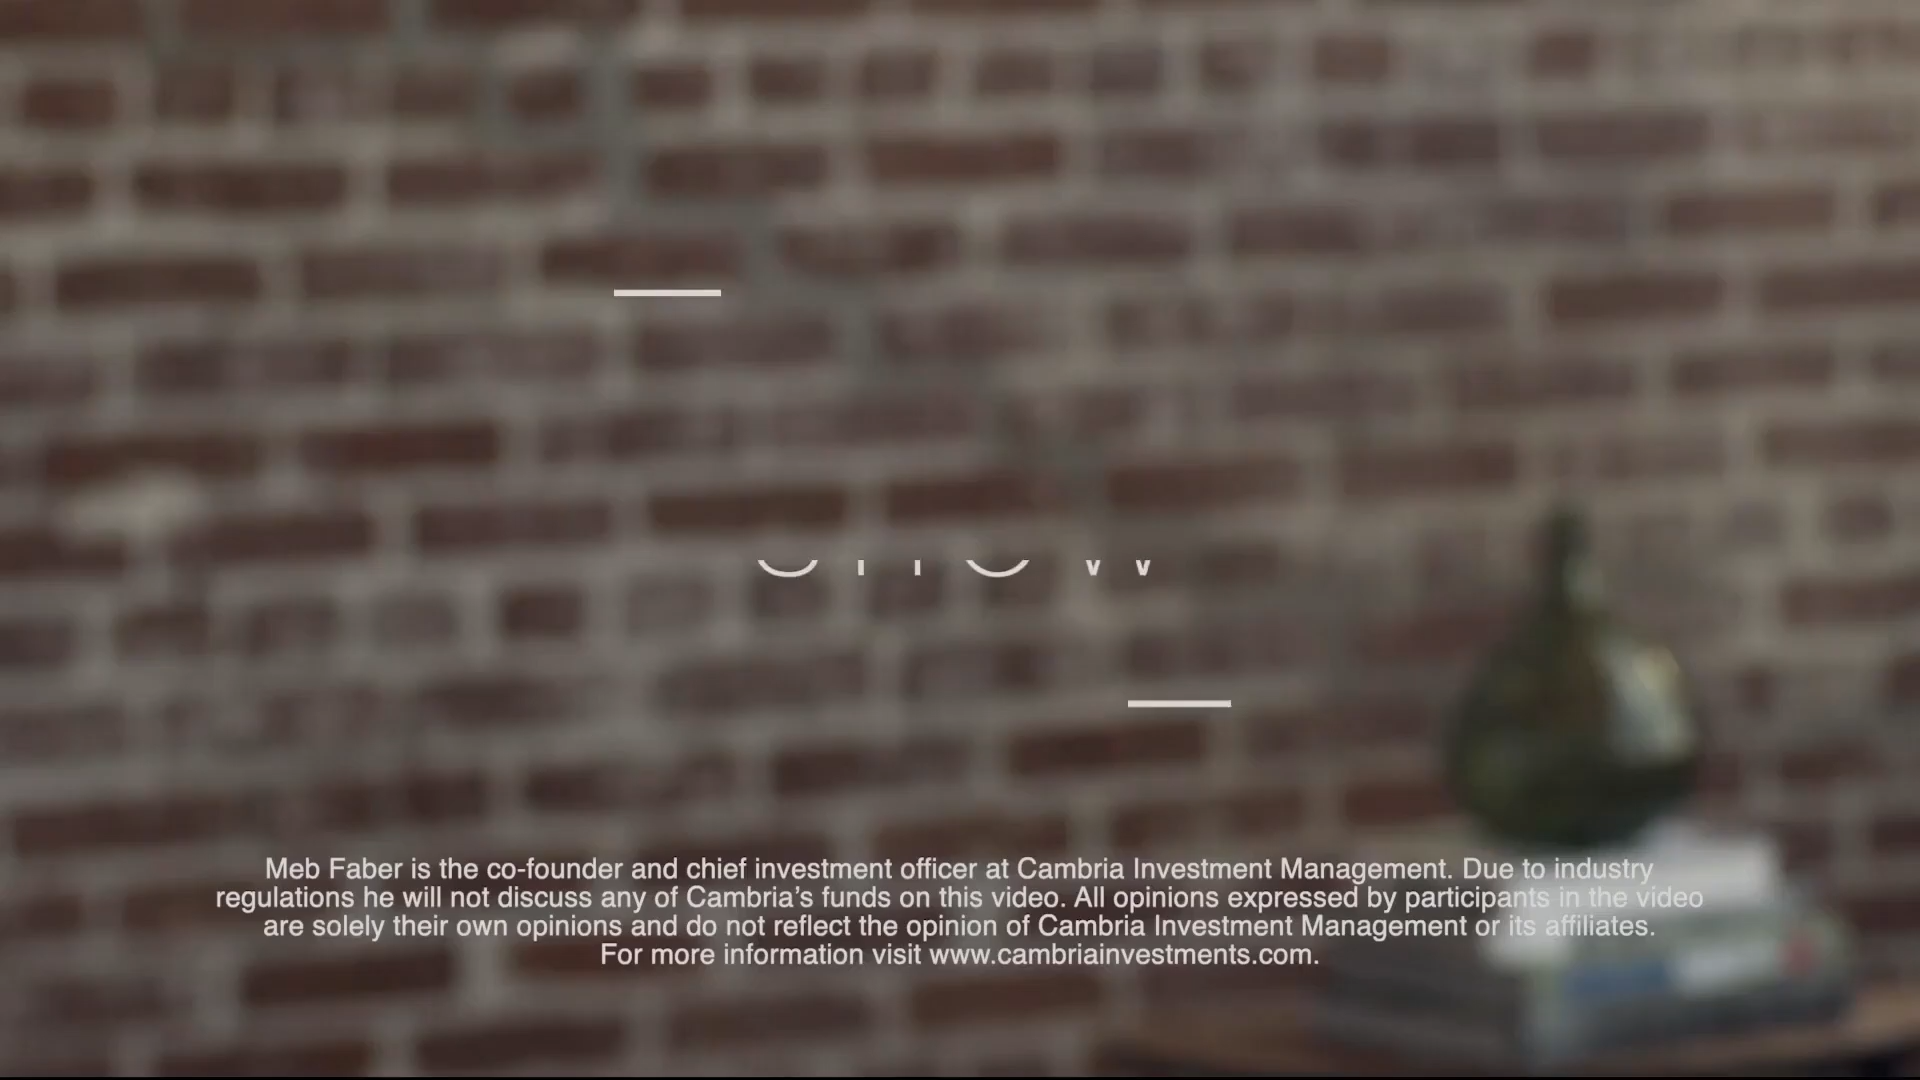 Meb Faber is the co-founder and chief investment officer at Cambria Investment Management. Due to industry
regulations he will not discuss any of Cambria’s funds on this video. All opinions expressed by participants in the video
are solely their own opinions and do not reflect the opinion of Cambria Investment Management or its affiliates.
For more information visit www.cambriainvestments.com.